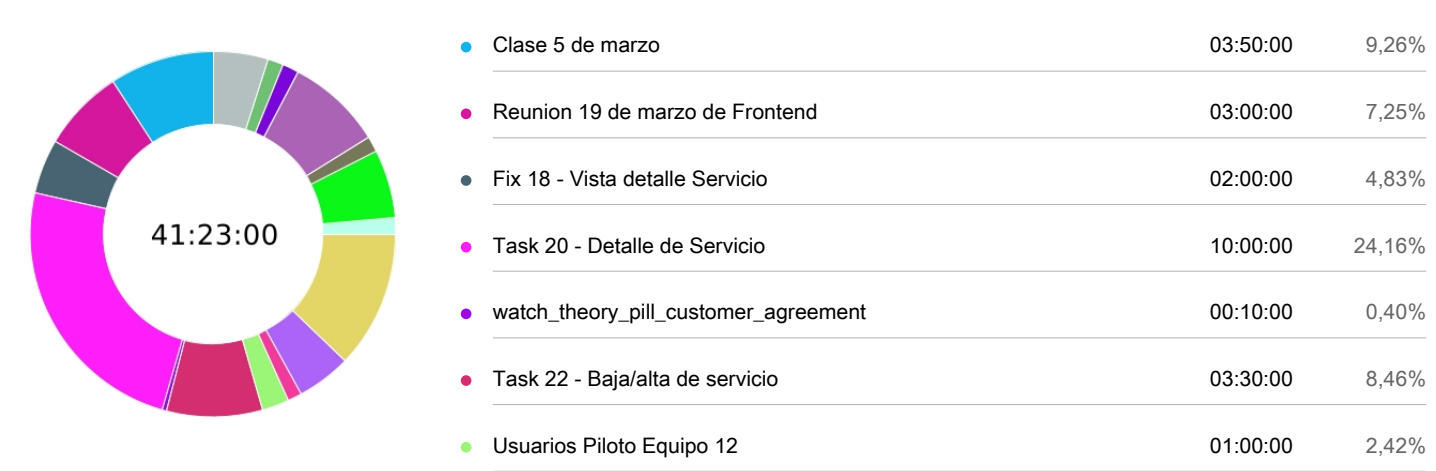 41:23:00
Clase 5 de marzo 03:50:00 9,26%
Reunion 19 de marzo de Frontend 03:00:00 7,25%
Fix 18 - Vista detalle Servicio 02:00:00 4,83%
Task 20 - Detalle de Servicio 10:00:00 24,16%
watch_theory_pill_customer_agreement 00:10:00 0,40%
Task 22 - Baja/alta de servicio 03:30:00 8,46%
Usuarios Piloto Equipo 12 01:00:00 2,42%